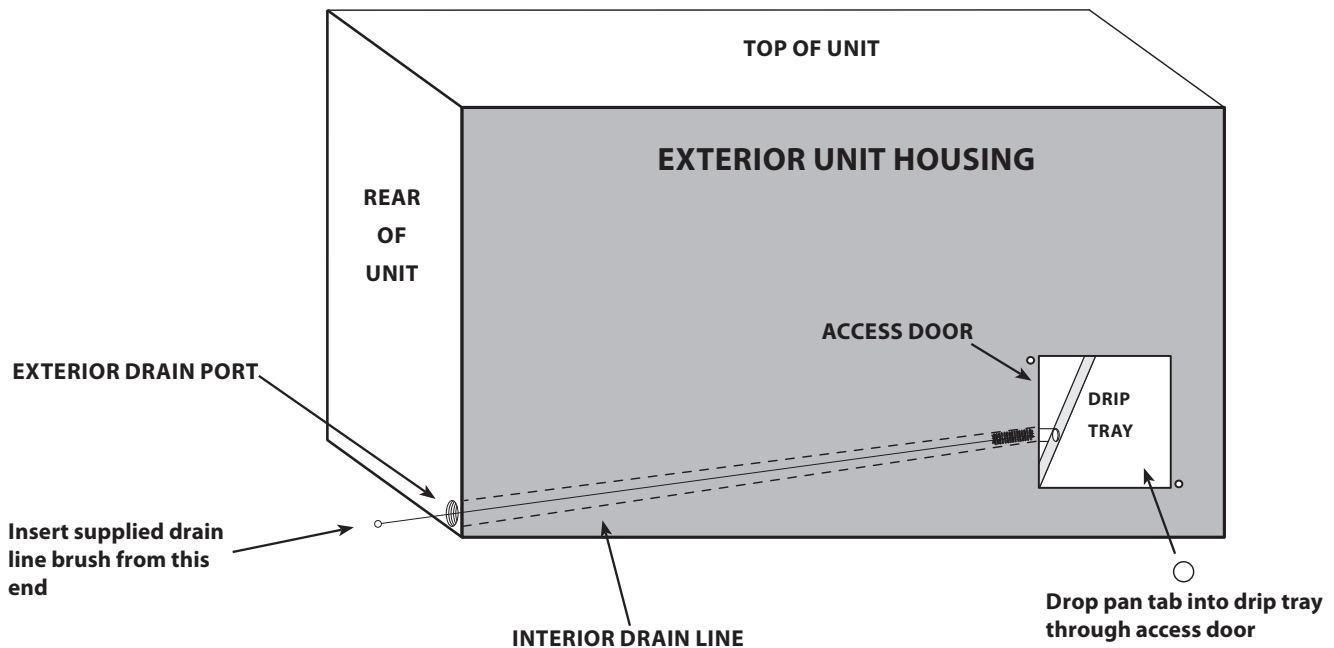 TOP OF UNIT
EXTERIOR UNIT HOUSING
REAR
OF
UNIT
ACCESS DOOR
EXTERIOR DRAIN PORT
DRIP
TRAY
Insert supplied drain
line brush from this
end
Drop pan tab into drip tray
through access door
INTERIOR DRAIN LINE